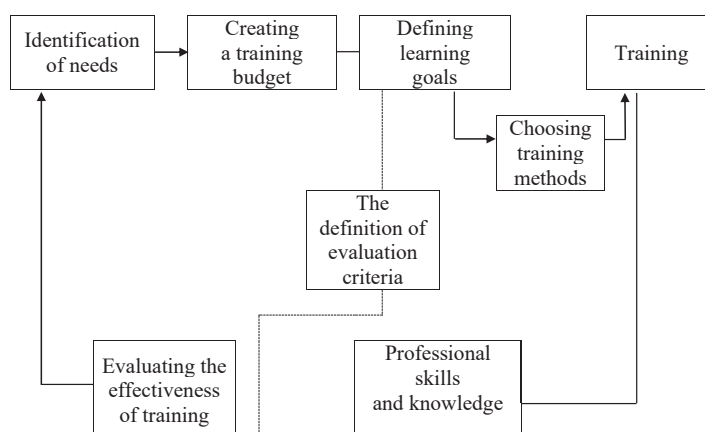 Identification
of needs
Creating
a training
budget
Defining
learning
goals
Training
Choosing
training
methods
The
definition of
evaluation
criteria
Evaluating the
effectiveness
of training
Professional
skills
and knowledge